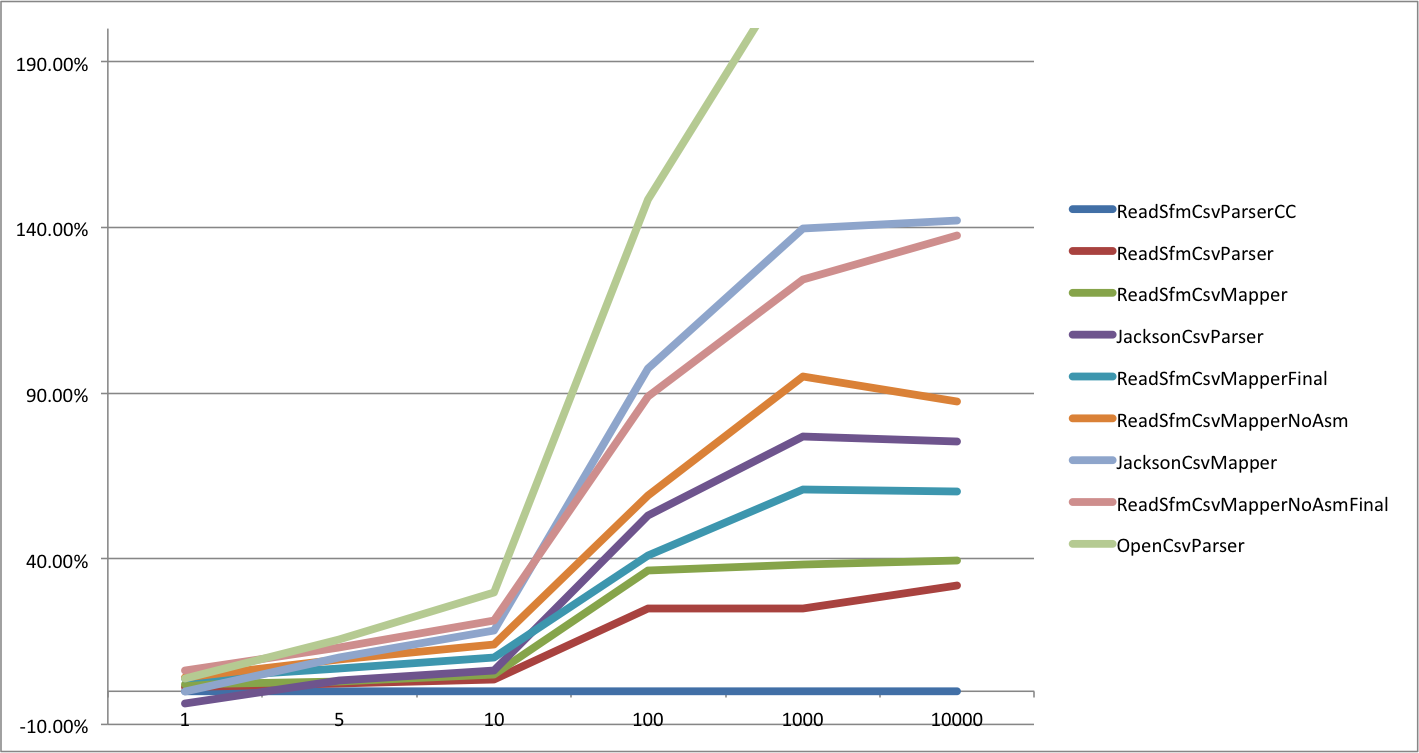 190.00%
140.00%
90.00%
40.00%
-10.00%
1 5 10 100 1000 10000
ReadSfmCsvParserCC
ReadSfmCsvParser
ReadSfmCsvMapper
JacksonCsvParser
ReadSfmCsvMapperFinal
ReadSfmCsvMapperNoAsm
JacksonCsvMapper
ReadSfmCsvMapperNoAsmFinal
OpenCsvParser